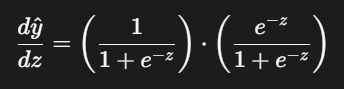 dŷ/dz = (1/(1 + e^{-z})) · (e^{-z}/(1 + e^{-z}))